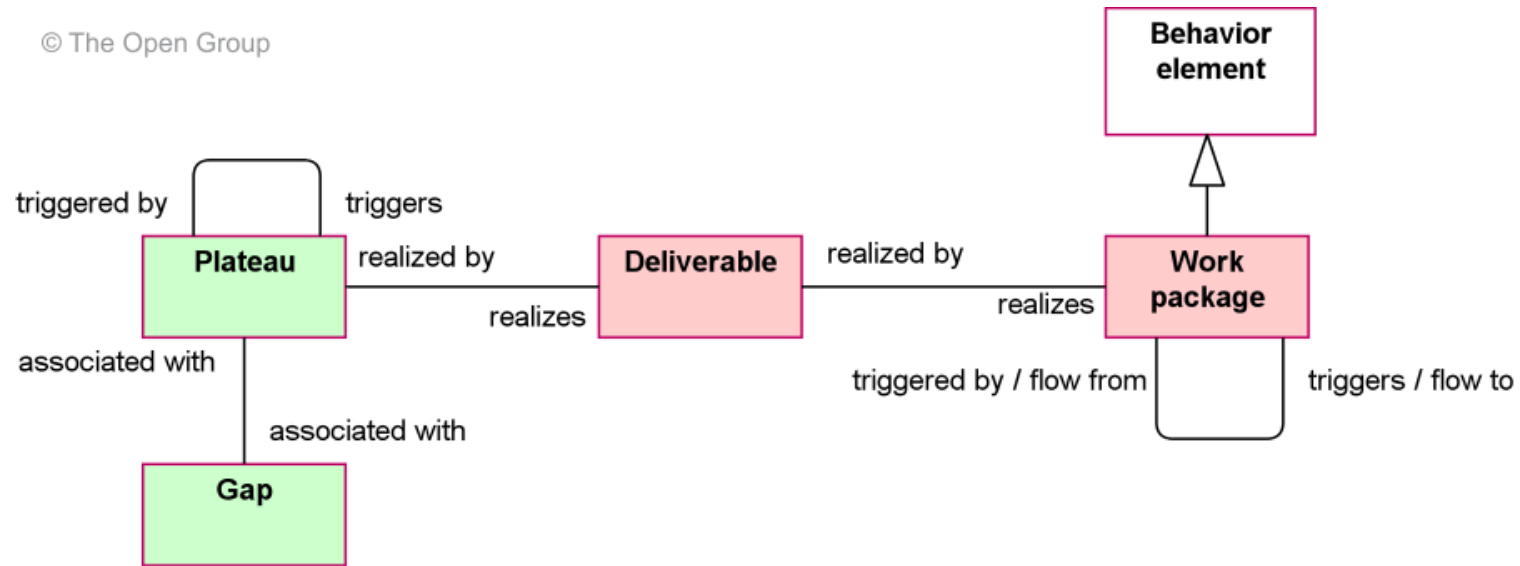 © The Open Group
Behavior
element
triggered by
triggers
Plateau
realized by
realizes
Deliverable
realized by
realizes
Work
package
associated with
associated with
triggered by / flow from
triggers / flow to
Gap